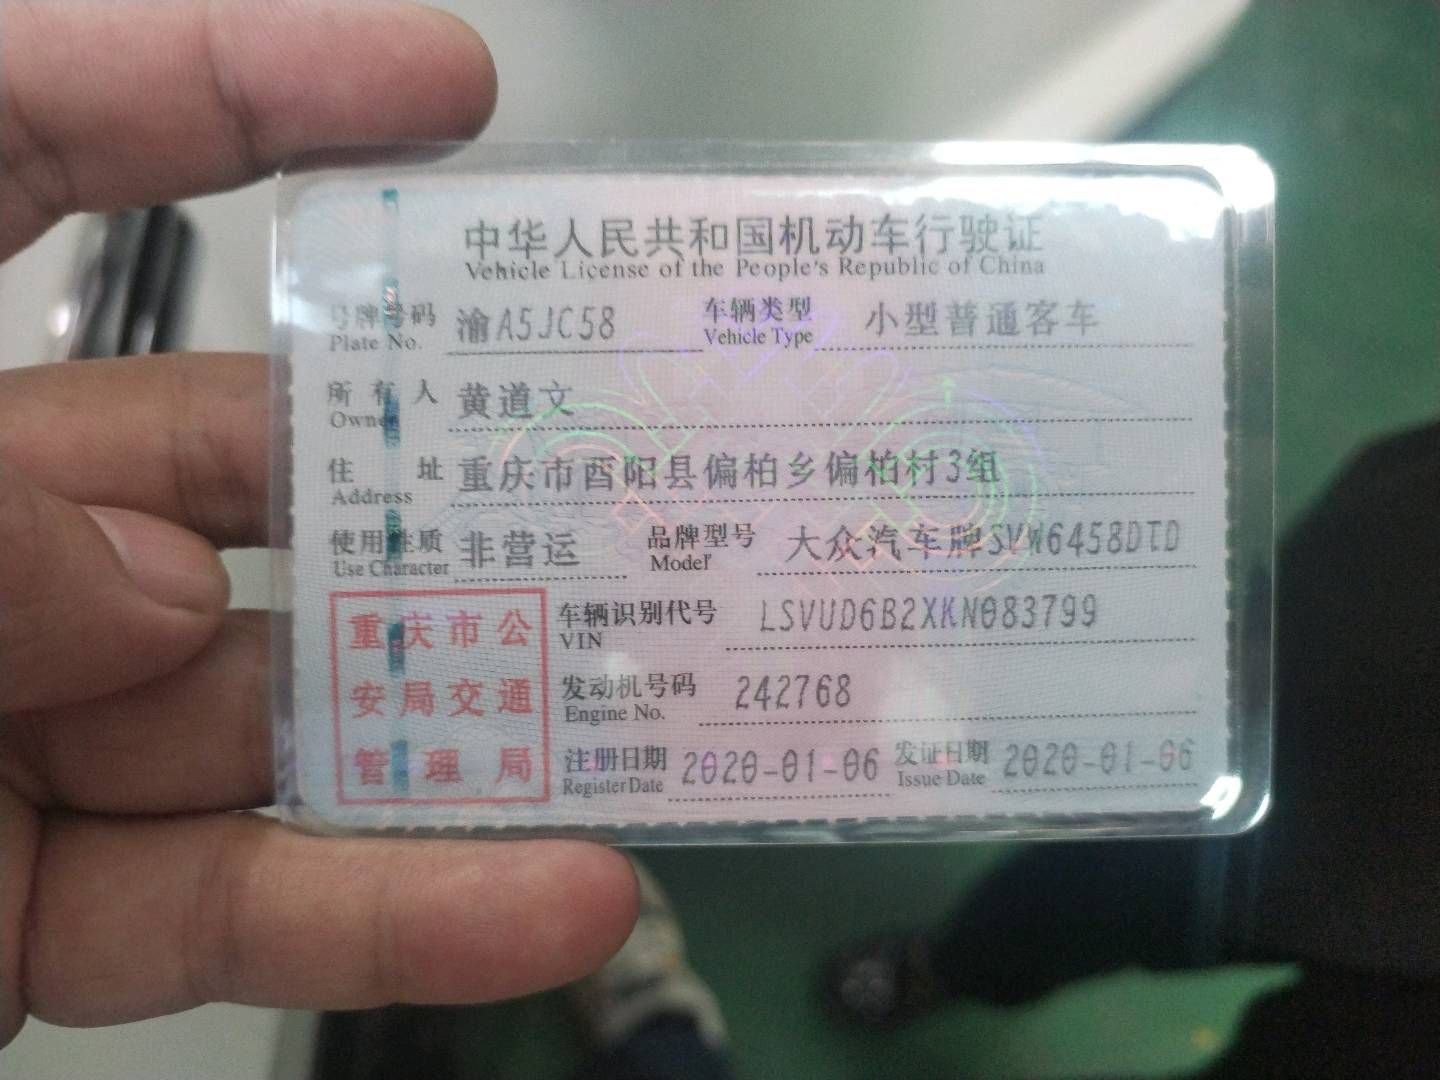 中华人民共和国机动车行驶证
Vehicle License of the People's Republic of China
号牌号码 渝A5JC58 车辆类型 小型普通客车
Plate No. Vehicle Type
所有人 黄道文
Owner
住址 重庆市酉阳县偏柏乡偏柏村3组
Address
使用性质 非营运 品牌型号 大众汽车牌SVW6458DTD
Use Character Model
重庆市公 车辆识别代号 LSVUD6B2XKN083799
VIN
安局交通 发动机号码 242768
Engine No.
管理局 注册日期 2020-01-06 发证日期 2020-01-06
Register Date Issue Date